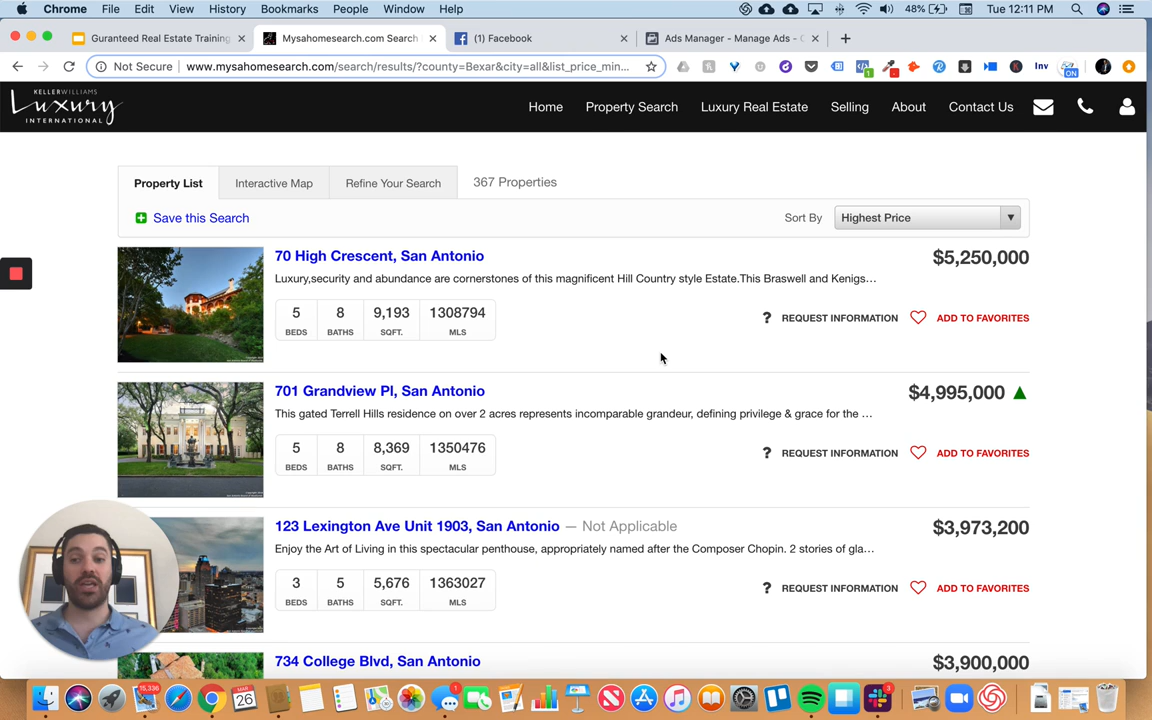 Chrome File Edit View History Bookmarks People Window Help 48% Tue 12:11 PM
Guranteed Real Estate Training Mysahomesearch.com Search (1) Facebook Ads Manager - Manage Ads -
Not Secure www.mysahomesearch.com/search/results/?county=Bexar&city=all&list_price_min... Inv ON
KELLERWILLIAMS
Luxury
INTERNATIONAL
Home Property Search Luxury Real Estate Selling About Contact Us
Property List Interactive Map Refine Your Search 367 Properties
Save this Search Sort By Highest Price
70 High Crescent, San Antonio $5,250,000
Luxury,security and abundance are cornerstones of this magnificent Hill Country style Estate.This Braswell and Kenigs...
5 8 9,193 1308794
BEDS BATHS SQFT. MLS
? REQUEST INFORMATION ADD TO FAVORITES
701 Grandview Pl, San Antonio $4,995,000
This gated Terrell Hills residence on over 2 acres represents incomparable grandeur, defining privilege & grace for the ...
5 8 8,369 1350476
BEDS BATHS SQFT. MLS
? REQUEST INFORMATION ADD TO FAVORITES
123 Lexington Ave Unit 1903, San Antonio — Not Applicable $3,973,200
Enjoy the Art of Living in this spectacular penthouse, appropriately named after the Composer Chopin. 2 stories of gla...
3 5 5,676 1363027
BEDS BATHS SQFT. MLS
? REQUEST INFORMATION ADD TO FAVORITES
734 College Blvd, San Antonio $3,900,000
15,336 MAR 26 1 3